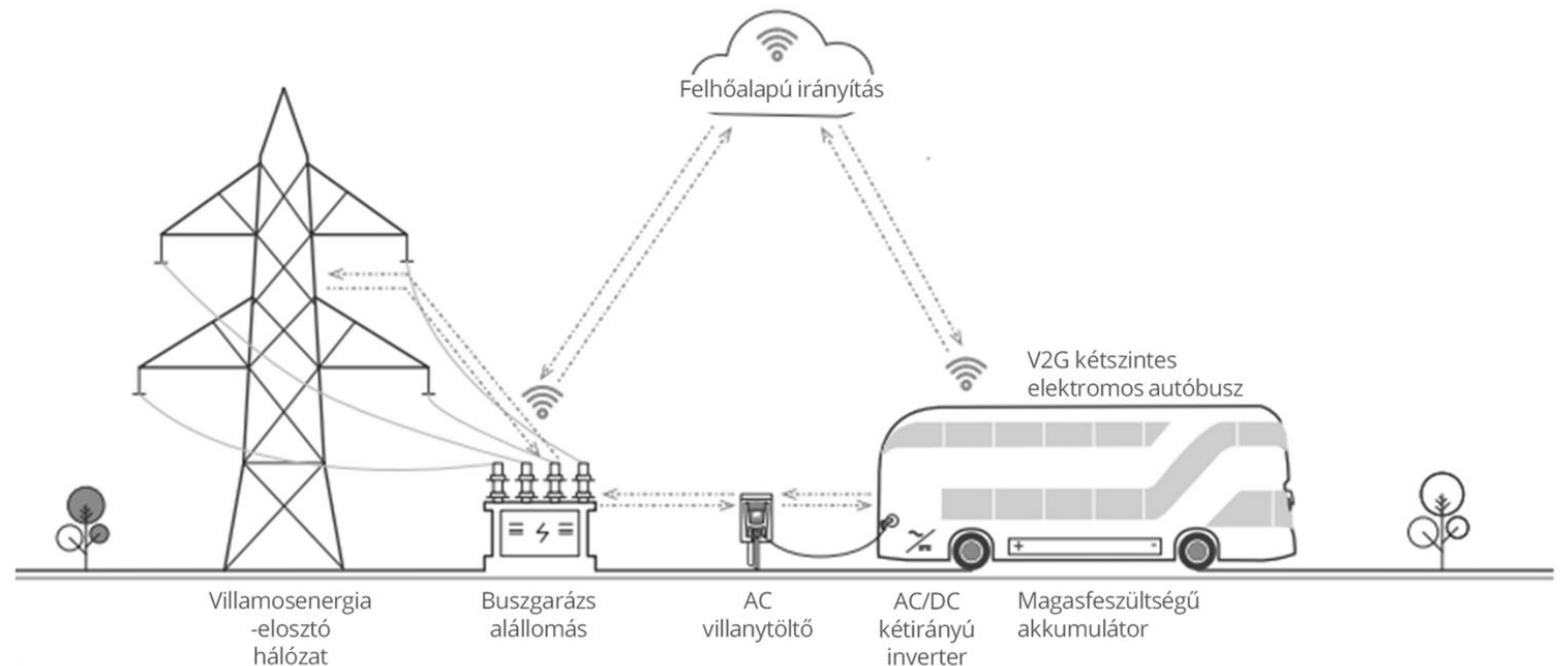 Felhőalapú irányítás
V2G kétszintes
elektromos autóbusz
Villamosenergia
-elosztó
hálózat
Buszgarázs
alállomás
AC
villanytöltő
AC/DC
kétirányú
inverter
Magasfeszültségű
akkumulátor